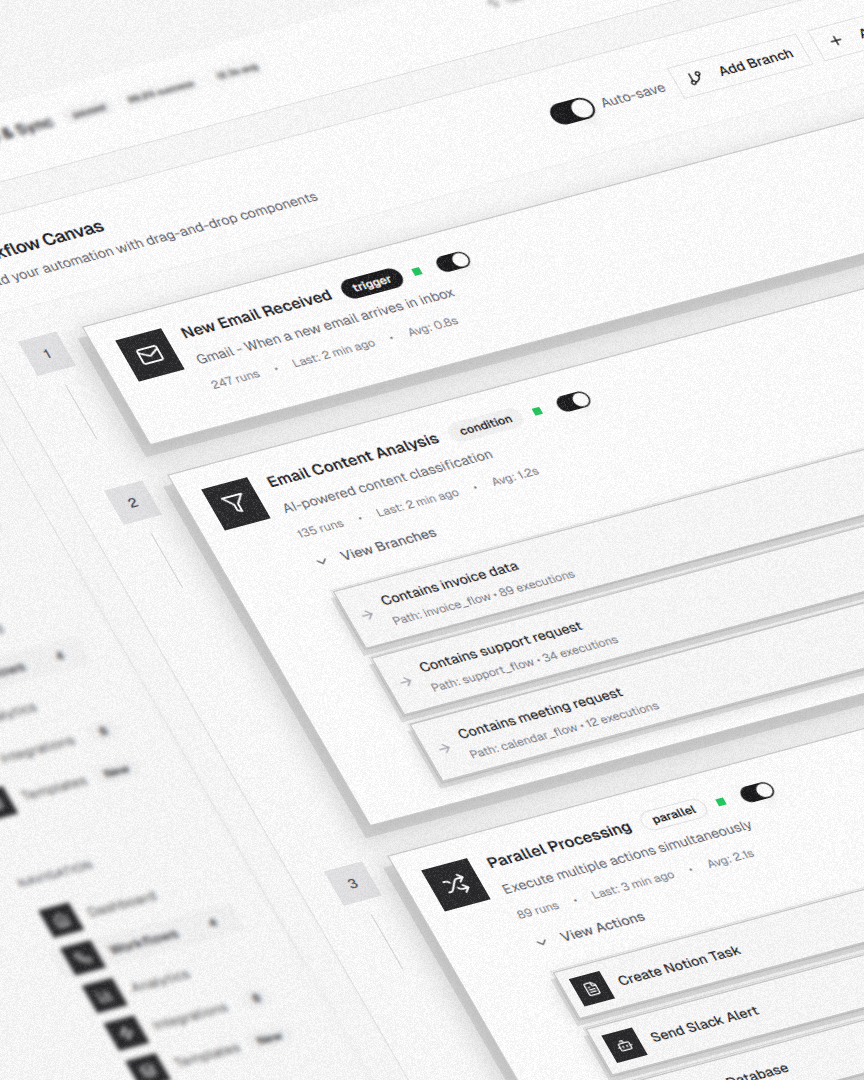 & Sync
Auto-save
Add Branch
kflow Canvas
d your automation with drag-and-drop components
1
New Email Received
trigger
Gmail - When a new email arrives in inbox
247 runs • Last: 2 min ago • Avg: 0.8s
2
Email Content Analysis
condition
AI-powered content classification
135 runs • Last: 2 min ago • Avg: 1.2s
View Branches
Contains invoice data
Path: invoice_flow • 89 executions
Contains support request
Path: support_flow • 34 executions
Contains meeting request
Path: calendar_flow • 12 executions
3
Parallel Processing
parallel
Execute multiple actions simultaneously
89 runs • Last: 3 min ago • Avg: 2.1s
View Actions
Create Notion Task
Send Slack Alert
Database
Integrations
Templates New
NAVIGATION
Dashboard
Workflows
Analytics
Integrations
Templates New